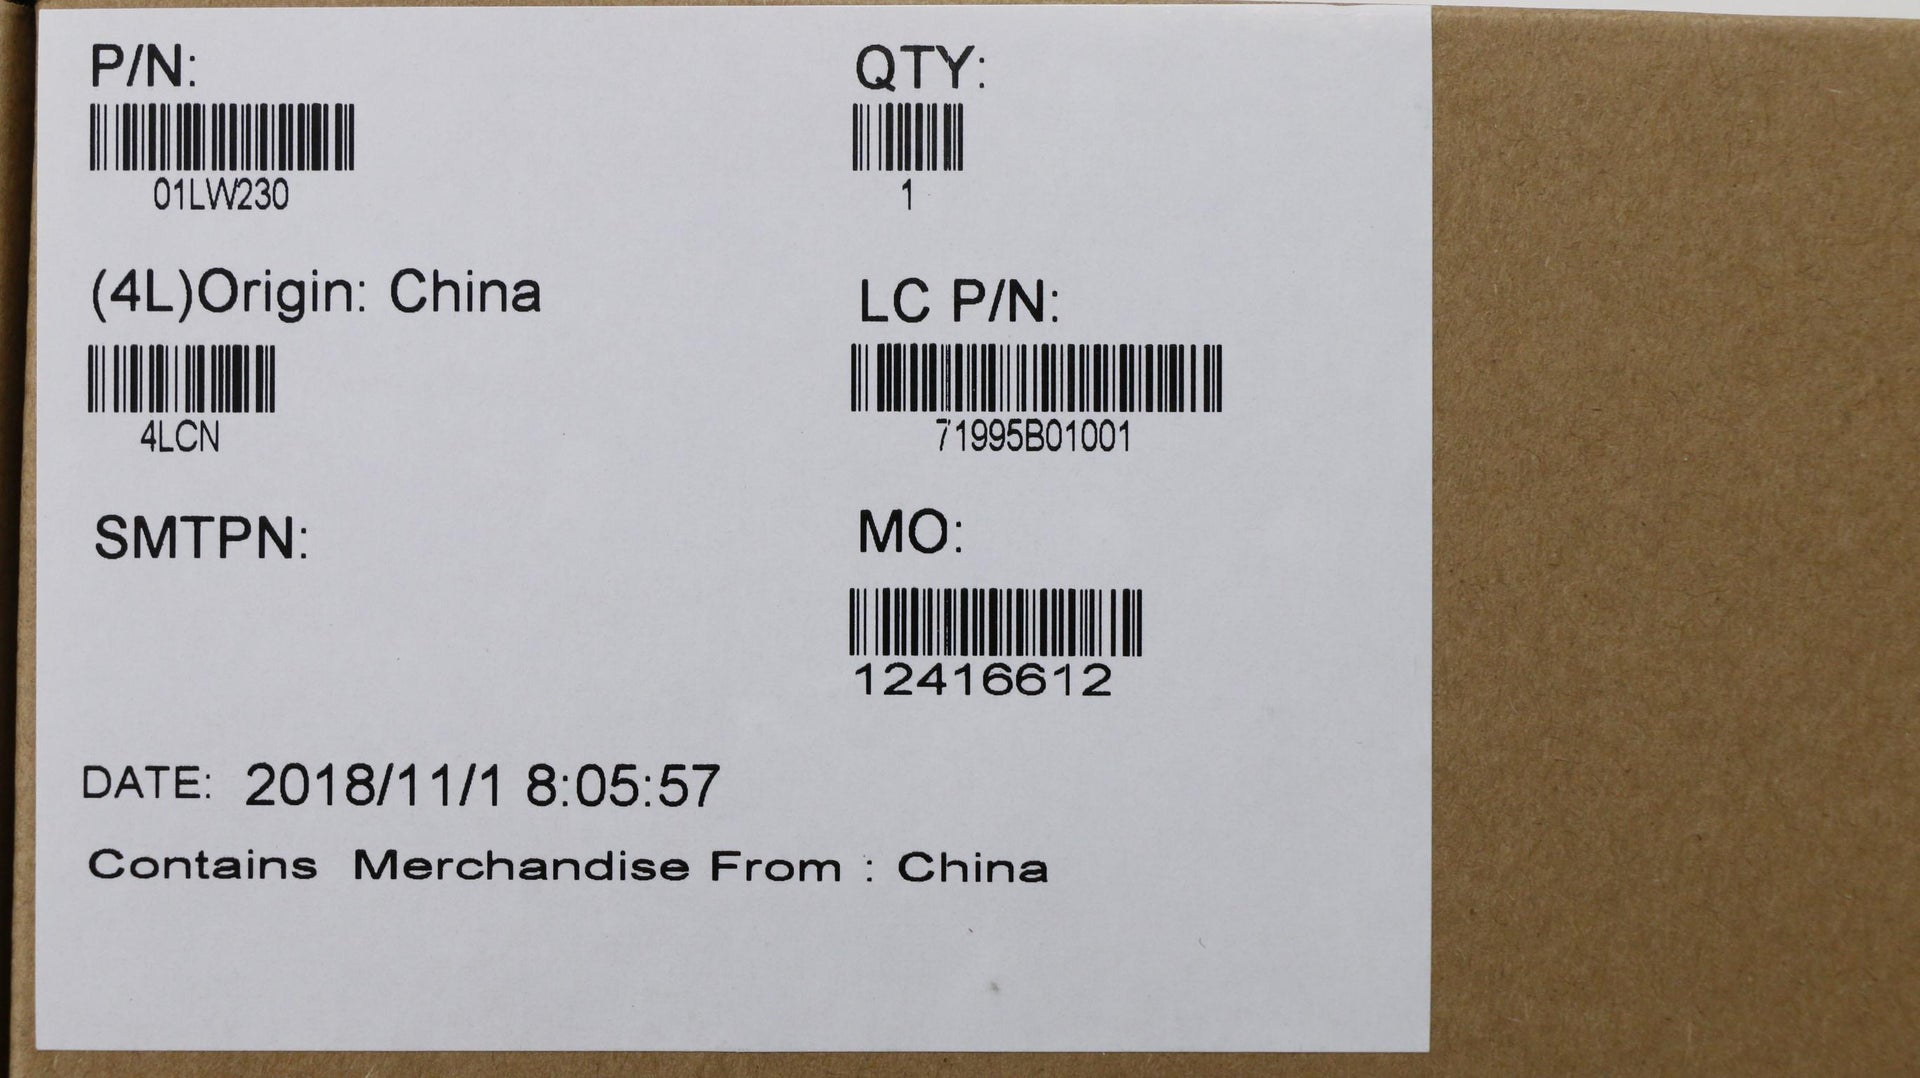 P/N:
QTY:
01LW230
1
(4L)Origin: China
LC P/N:
4LCN
71995B01001
SMTPN:
MO:
12416612
DATE: 2018/11/1 8:05:57
Contains Merchandise From : China